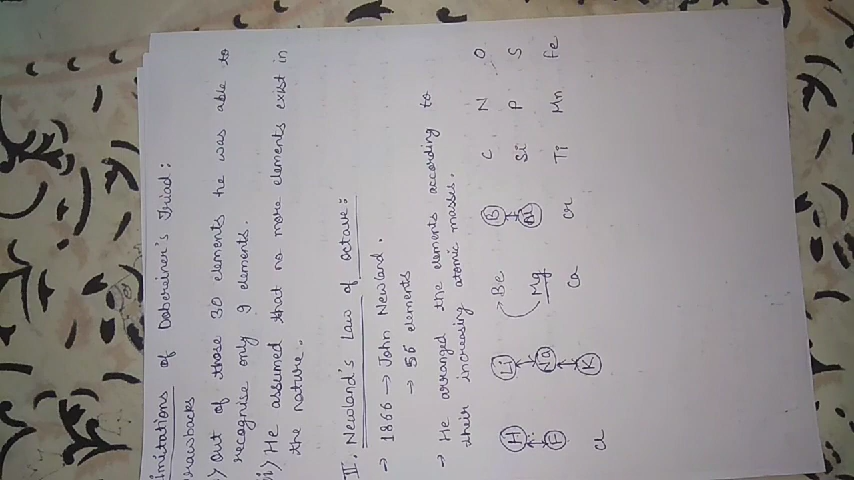 imitations of Dobereiner's Triad:
rawbacks
i) Out of those 30 elements he was able to
recognise only 9 elements.
ii) He assumed that no more elements exist in
the nature.
II. Newland's Law of octave:
→ 1866 → John Newland.
→ 56 elements
→ He arranged the elements according to
their increasing atomic masses.
H Li Be B C N O
F Na Mg Al Si P S
Cl K Ca Cr Ti Mn Fe